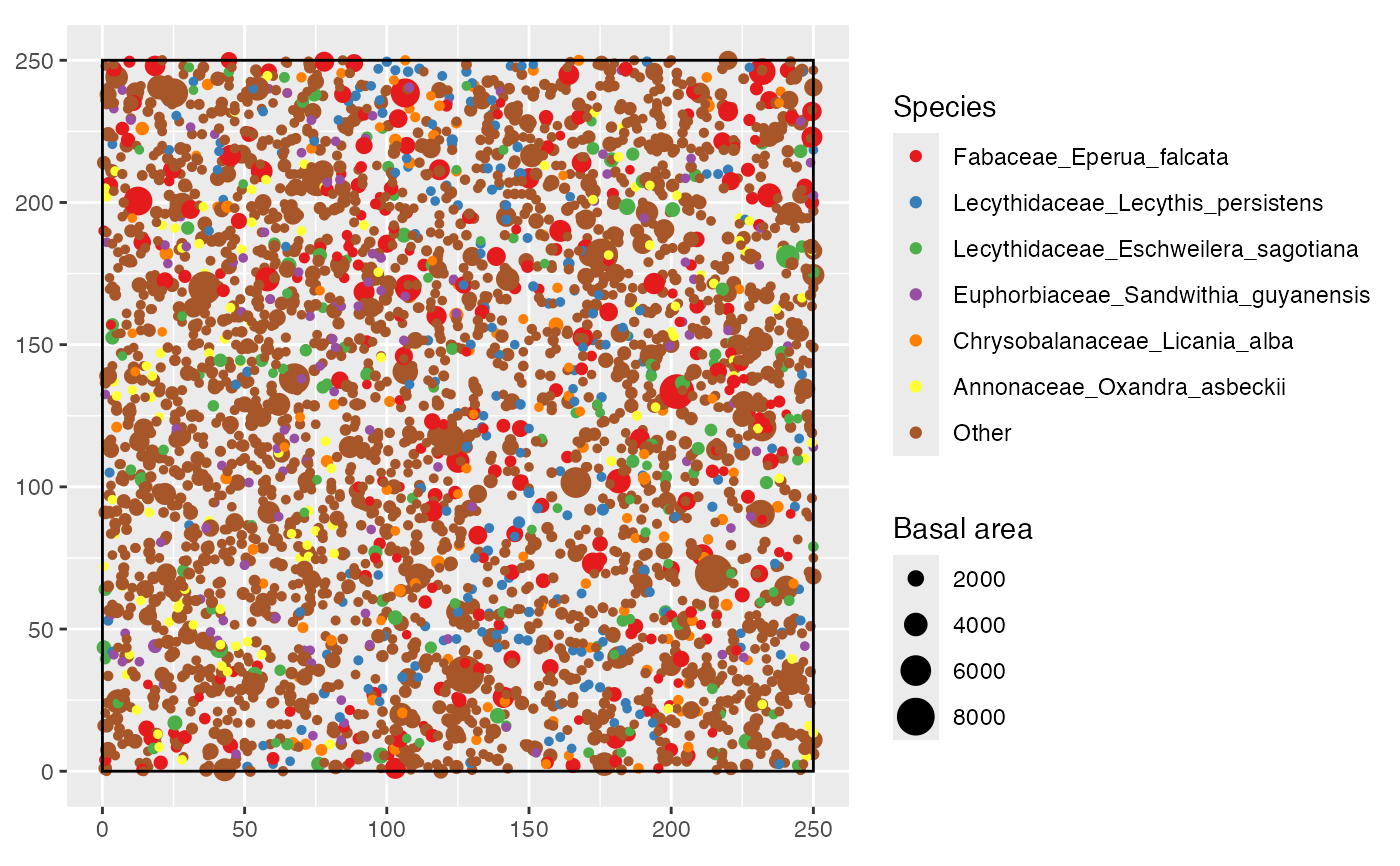 250
200
150
100
50
0
0 50 100 150 200 250
Species
Fabaceae_Eperua_falcata
Lecythidaceae_Lecythis_persistens
Lecythidaceae_Eschweilera_sagotiana
Euphorbiaceae_Sandwithia_guyanensis
Chrysobalanaceae_Licania_alba
Annonaceae_Oxandra_asbeckii
Other
Basal area
2000
4000
6000
8000